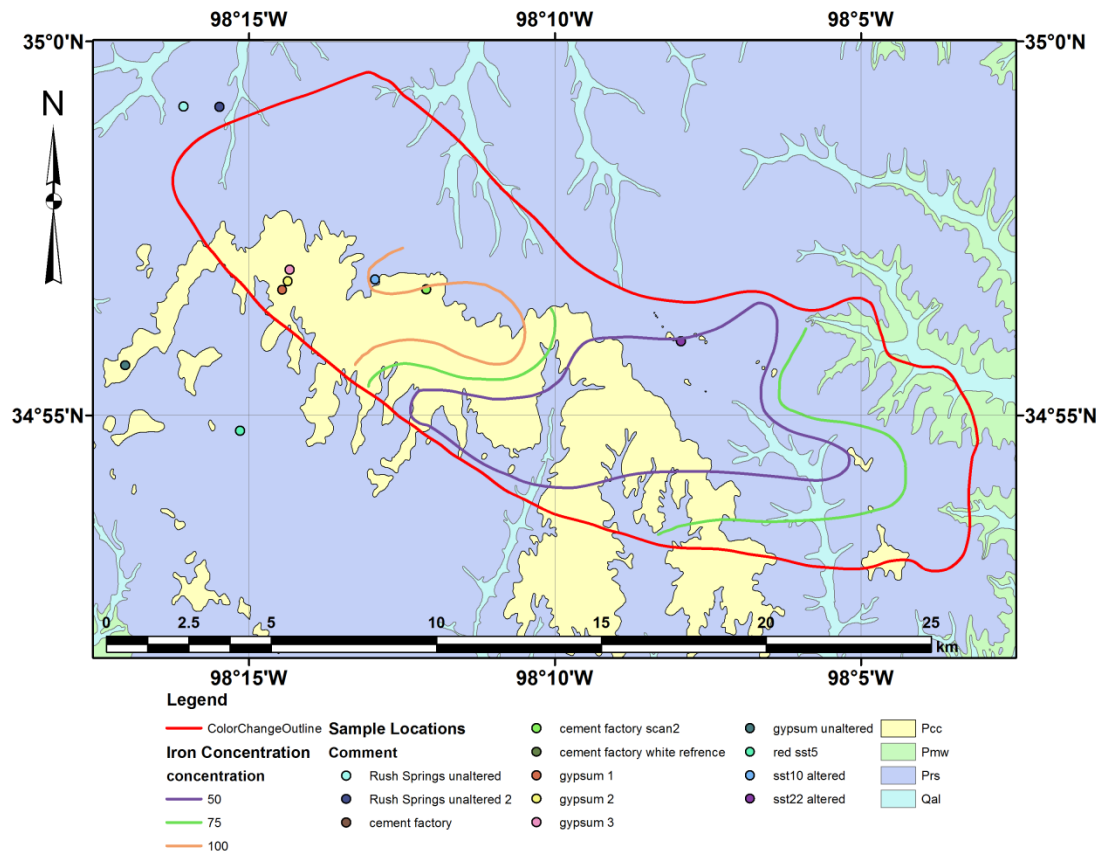 98°15'W 98°10'W 98°5'W
35°0'N 35°0'N
N
34°55'N 34°55'N
0 2.5 5 10 15 20 25
km
98°15'W 98°10'W 98°5'W
Legend
ColorChangeOutline
Iron Concentration
concentration
50
75
100
Sample Locations
Comment
Rush Springs unaltered
Rush Springs unaltered 2
cement factory
cement factory scan2
cement factory white refrence
gypsum 1
gypsum 2
gypsum 3
gypsum unaltered
red sst5
sst10 altered
sst22 altered
Pcc
Pmw
Prs
Qal